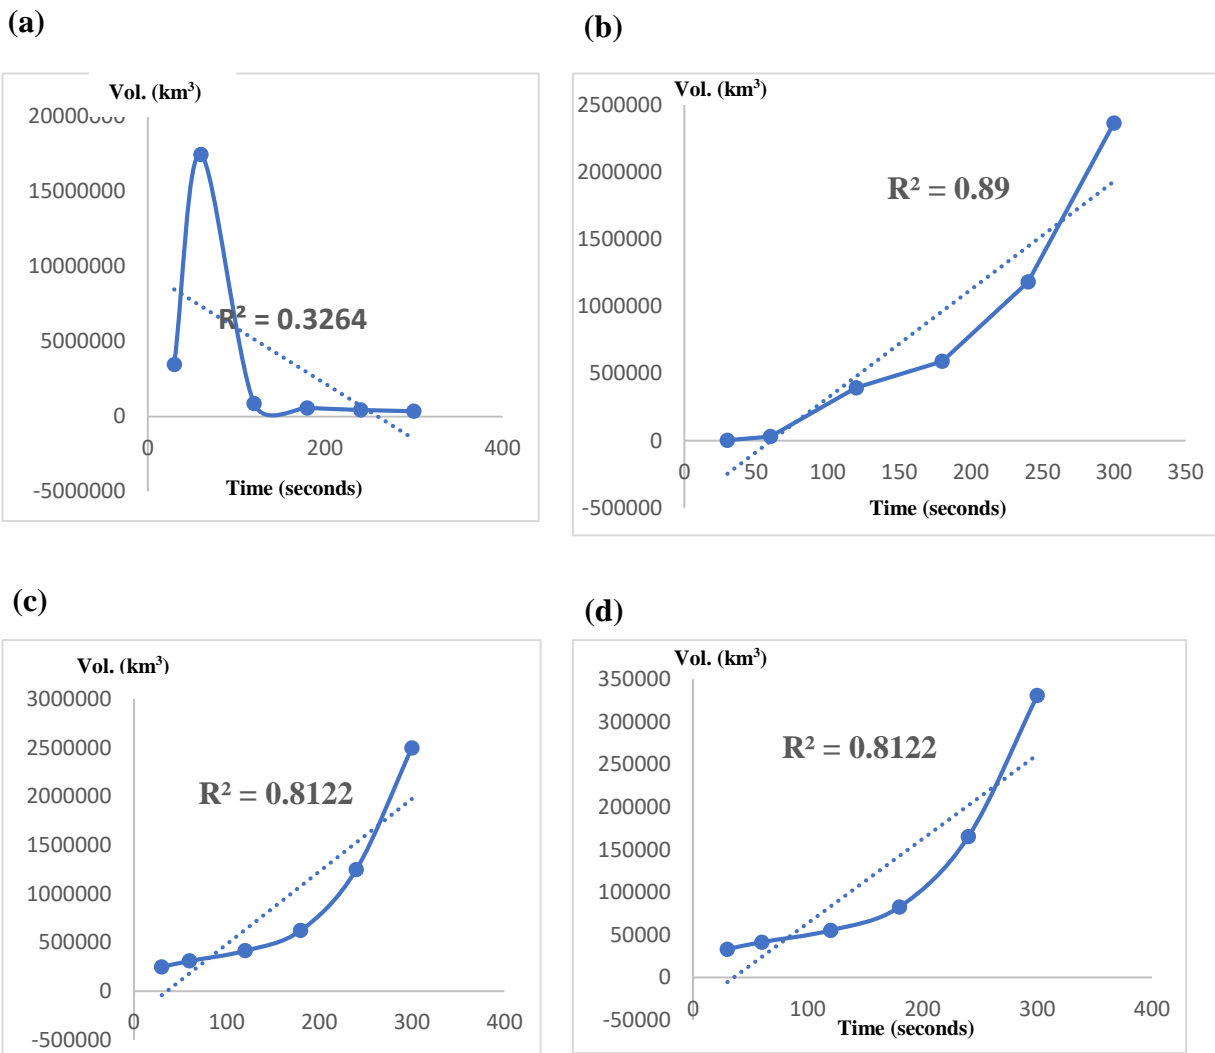 (a)
Vol. (km³)
20000000
15000000
10000000
5000000
0
-5000000
0
200
400
R² = 0.3264
Time (seconds)
(b)
Vol. (km³)
2500000
2000000
1500000
1000000
500000
0
-500000
0 50 100 150 200 250 300 350
R² = 0.89
Time (seconds)
(c)
Vol. (km³)
3000000
2500000
2000000
1500000
1000000
500000
0
-500000
0 100 200 300 400
R² = 0.8122
(d)
Vol. (km³)
350000
300000
250000
200000
150000
100000
50000
0
-50000
0 100 200 300 400
R² = 0.8122
Time (seconds)